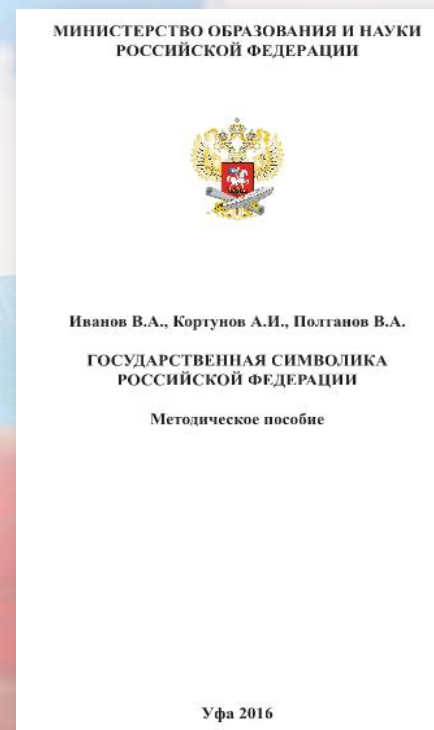 МИНИСТЕРСТВО ОБРАЗОВАНИЯ И НАУКИ
РОССИЙСКОЙ ФЕДЕРАЦИИ
Иванов В.А., Кортунов А.И., Полтанов В.А.
ГОСУДАРСТВЕННАЯ СИМВОЛИКА
РОССИЙСКОЙ ФЕДЕРАЦИИ
Методическое пособие
Уфа 2016